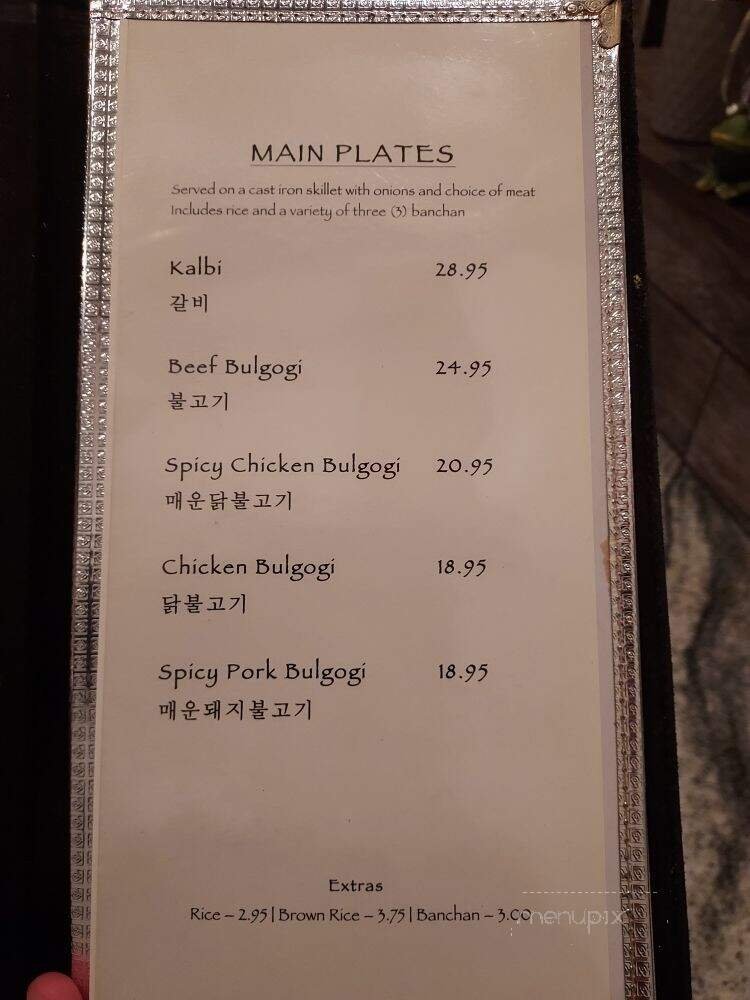 MAIN PLATES
Served on a cast iron skillet with onions and choice of meat
Includes rice and a variety of three (3) banchan
Kalbi 28.95
갈비
Beef Bulgogi 24.95
불고기
Spicy Chicken Bulgogi 20.95
매운닭불고기
Chicken Bulgogi 18.95
닭불고기
Spicy Pork Bulgogi 18.95
매운돼지불고기
Extras
Rice – 2.95 | Brown Rice – 3.75 | Banchan – 3.00
menupix